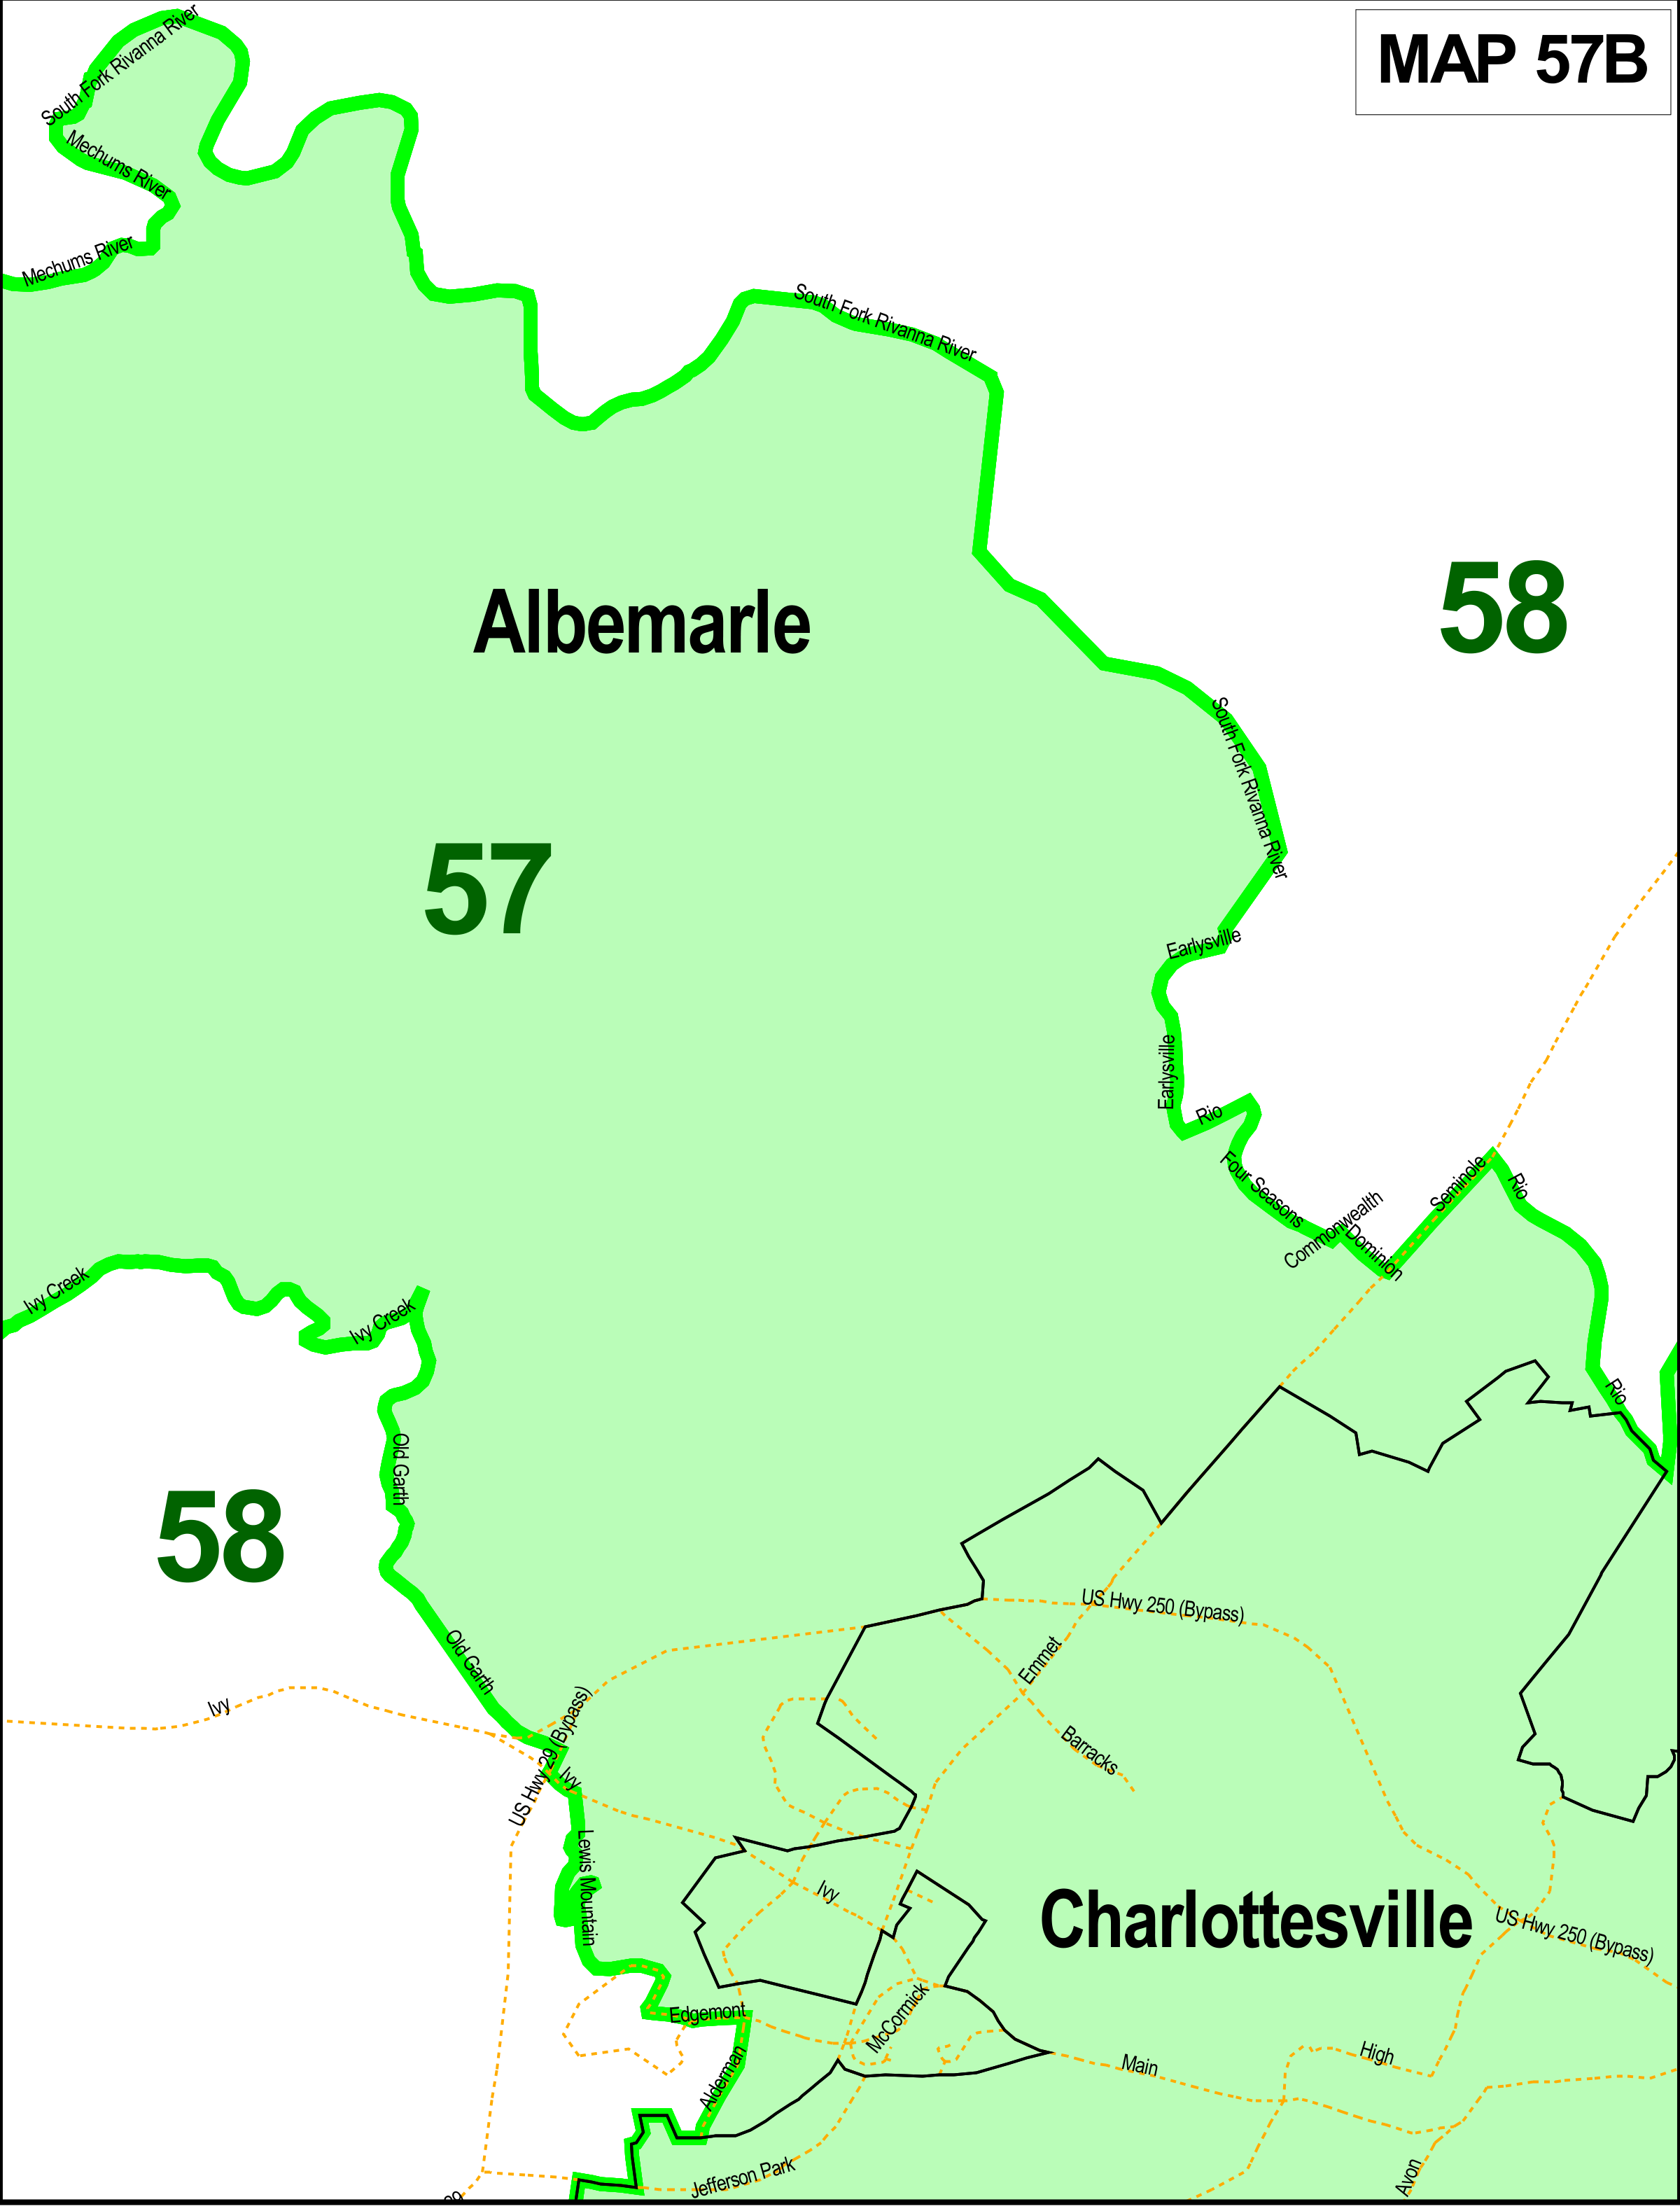 MAP 57B
South Fork Rivanna River
Mechums River
Mechums River
South Fork Rivanna River
Albemarle
58
South Fork Rivanna River
57
Earlysville
Earlysville
Rio
Four Seasons
Commonwealth
Dominion
Seminole
Rio
Ivy Creek
Ivy Creek
Rio
Old Garth
58
US Hwy 250 (Bypass)
Old Garth
Emmet
Ivy
US Hwy 29 (Bypass)
Barracks
Ivy
Lewis Mountain
Ivy
Charlottesville
US Hwy 250 (Bypass)
Edgemont
McCormick
Alderman
Main
High
Jefferson Park
Avon
29